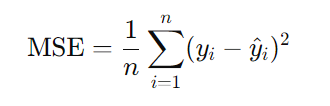 MSE = \frac{1}{n} \sum_{i=1}^{n} (y_i - \hat{y}_i)^2